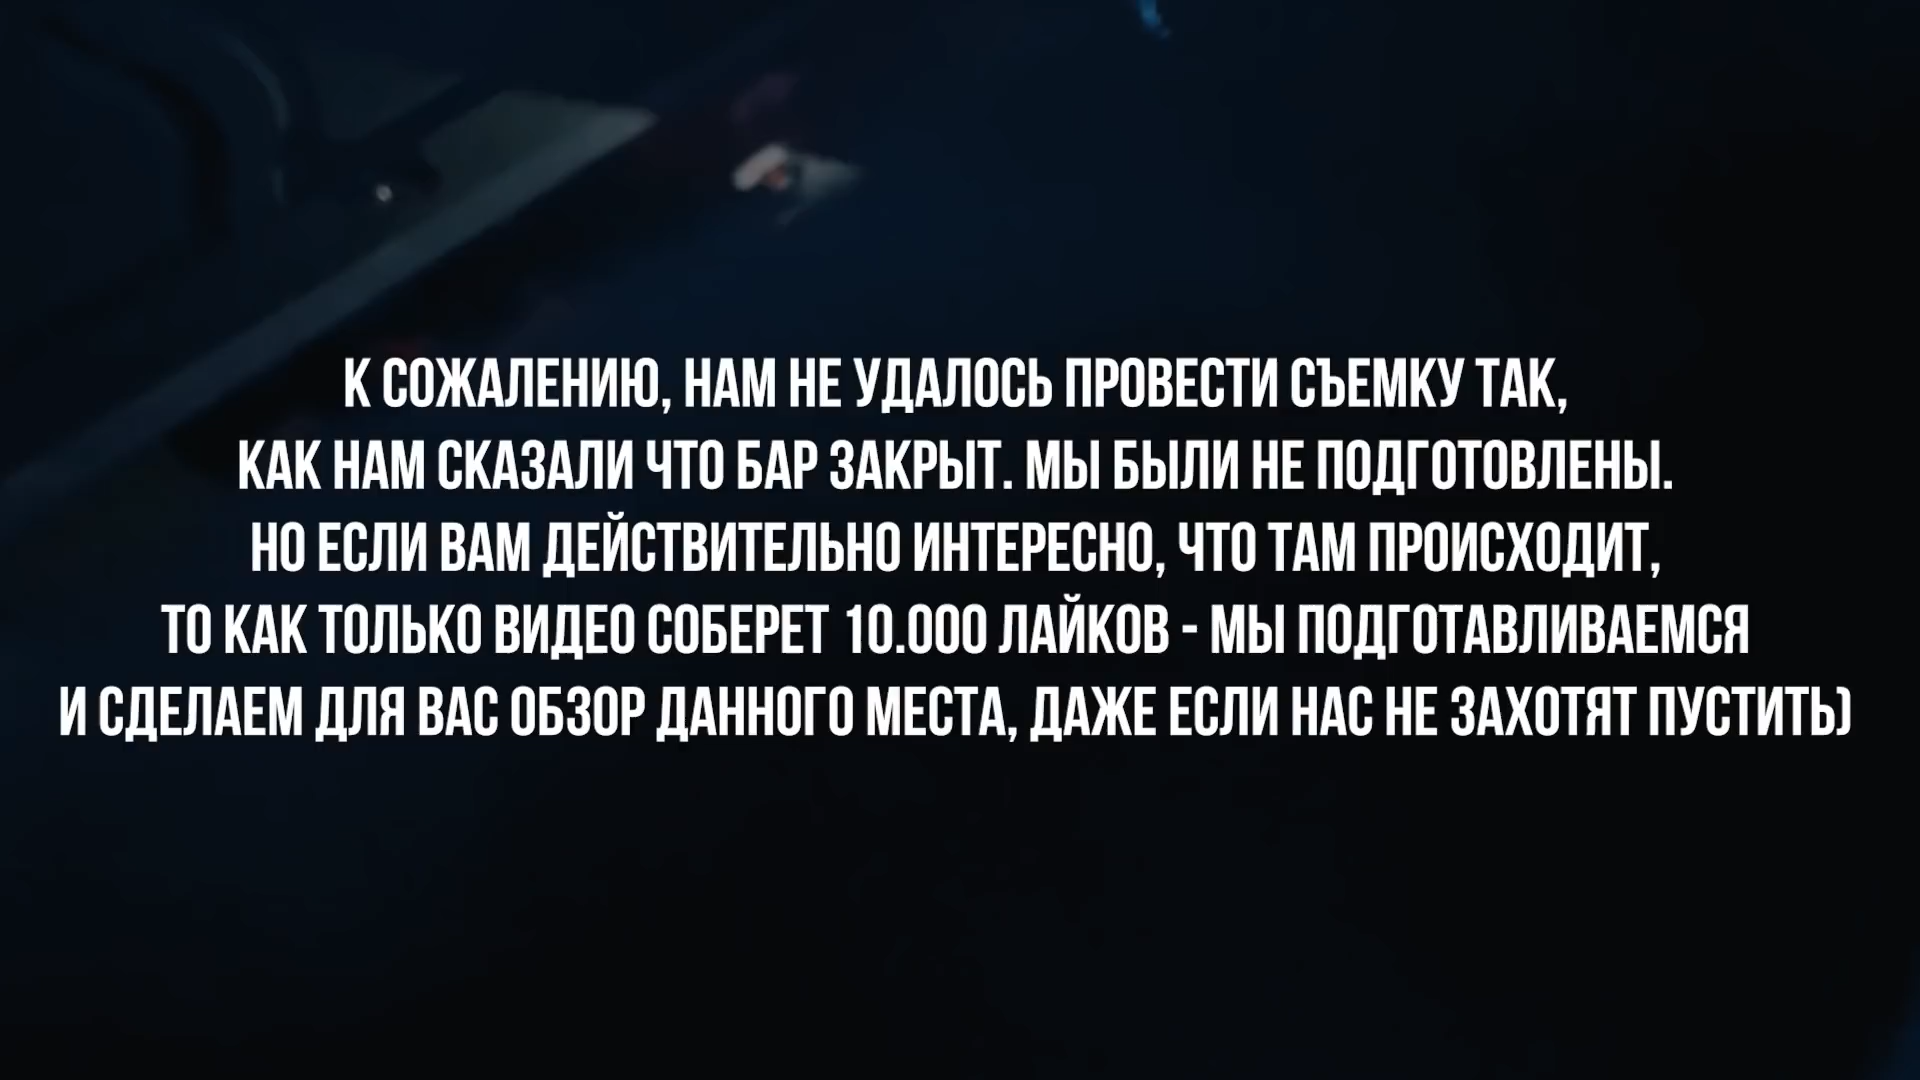 К СОЖАЛЕНИЮ, НАМ НЕ УДАЛОСЬ ПРОВЕСТИ СЪЕМКУ ТАК,
КАК НАМ СКАЗАЛИ ЧТО БАР ЗАКРЫТ. МЫ БЫЛИ НЕ ПОДГОТОВЛЕНЫ.
НО ЕСЛИ ВАМ ДЕЙСТВИТЕЛЬНО ИНТЕРЕСНО, ЧТО ТАМ ПРОИСХОДИТ,
ТО КАК ТОЛЬКО ВИДЕО СОБЕРЕТ 10.000 ЛАЙКОВ - МЫ ПОДГОТАВЛИВАЕМСЯ
И СДЕЛАЕМ ДЛЯ ВАС ОБЗОР ДАННОГО МЕСТА, ДАЖЕ ЕСЛИ НАС НЕ ЗАХОТЯТ ПУСТИТЬ)